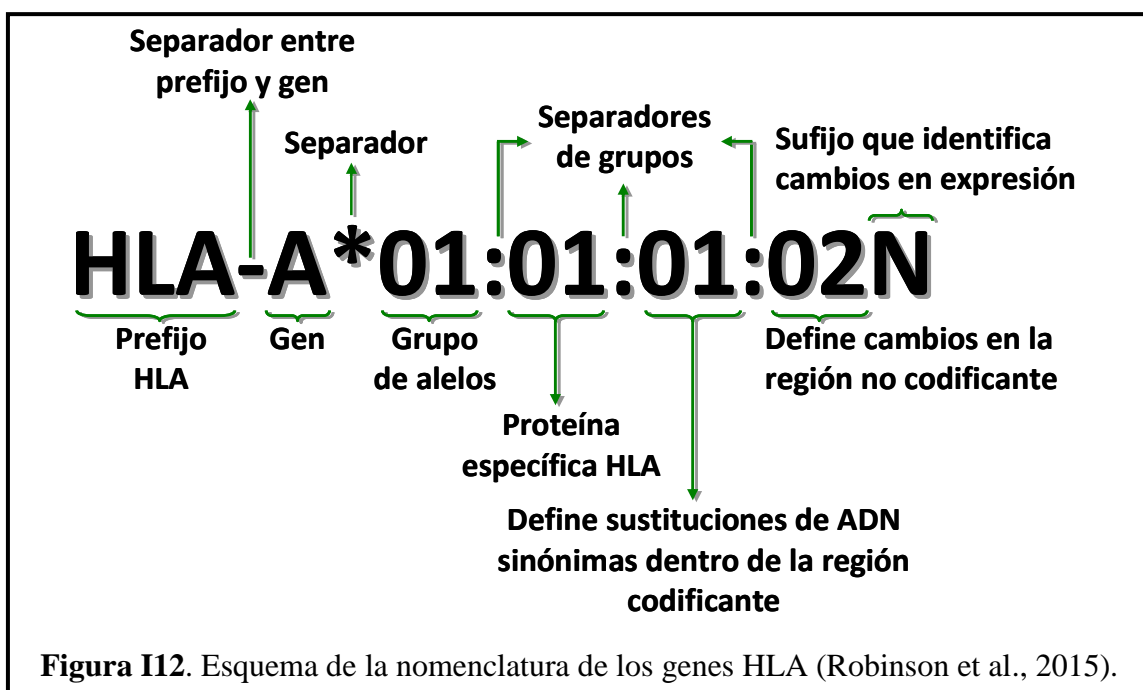 Separador entre
prefijo y gen
Separador
Separadores
de grupos
Sufijo que identifica
cambios en expresión
HLA-A*01:01:01:02N
Prefijo
HLA
Gen
Grupo
de alelos
Define cambios en la
región no codificante
Proteína
específica HLA
Define sustituciones de ADN
sinónimas dentro de la región
codificante
Figura I12. Esquema de la nomenclatura de los genes HLA (Robinson et al., 2015).